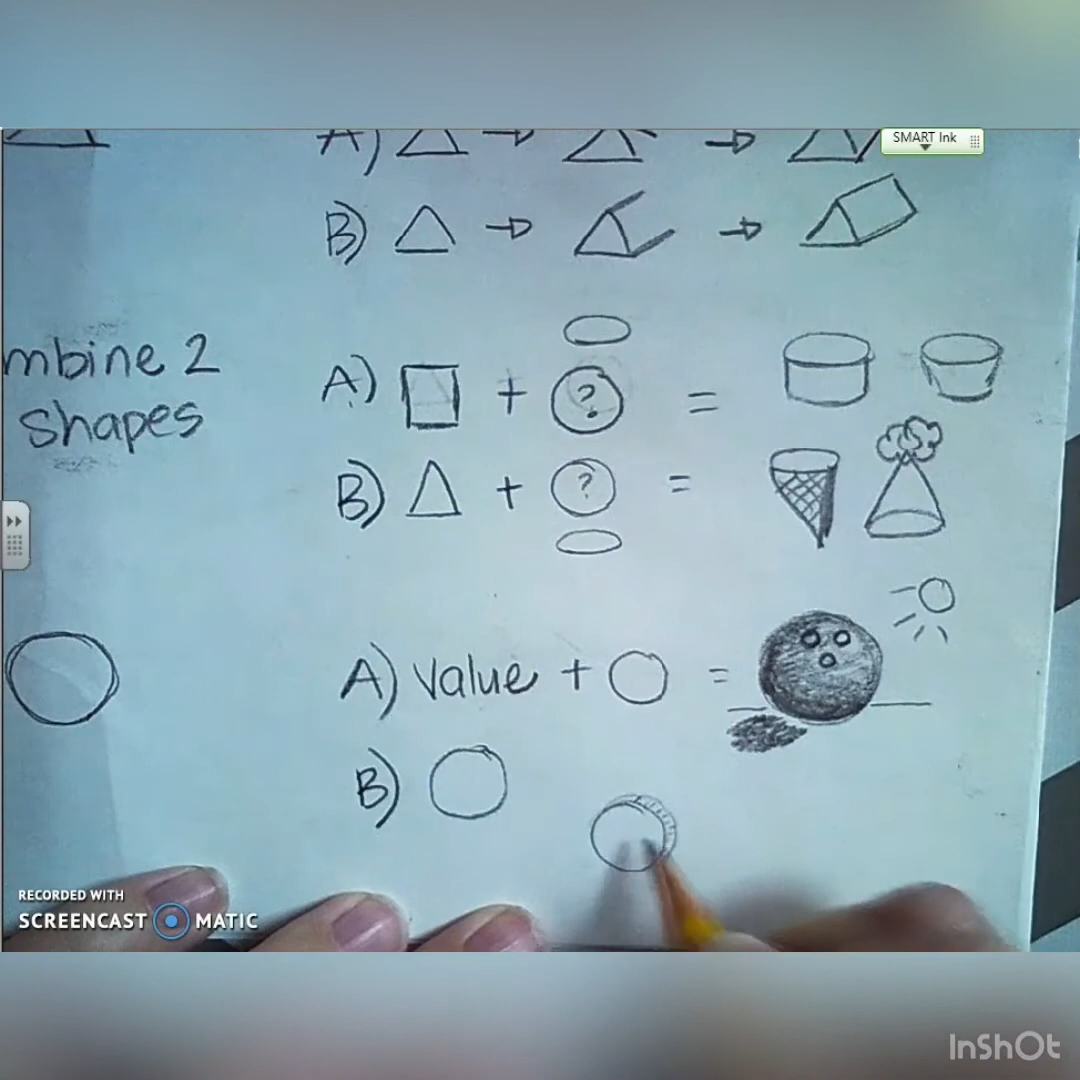 SMART Ink
A)
B)
mbine 2
shapes
A) + ? =
B) + ? =
A) Value + =
B)
RECORDED WITH
SCREENCAST MATIC
InShOt